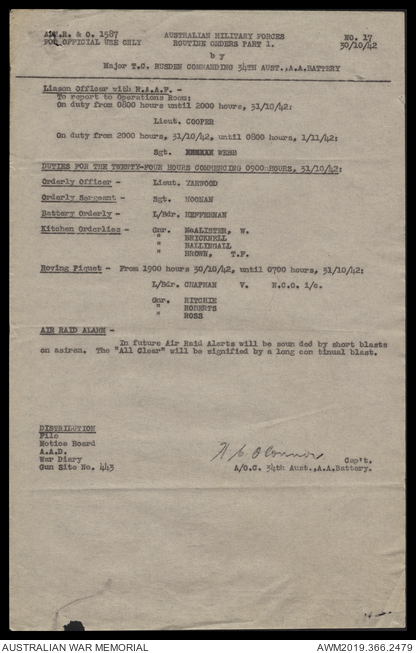 A.W.R. & O. 1587
AUSTRALIAN MILITARY FORCES
NO. 17
FOR OFFICIAL USE ONLY
ROUTINE ORDERS PART 1.
30/10/42
by
Major T.C. RUSDEN COMMANDING 34TH AUST.,A.A.BATTERY
Liason Officer with R.A.A.F. -
To report to Operations Room:
On duty from 0800 hours until 2000 hours, 31/10/42:
Lieut. COOPER
On duty from 2000 hours, 31/10/42, until 0800 hours, 1/11/42:
Sgt. WEBB
DUTIES FOR THE TWENTY-FOUR HOURS COMMENCING 0900 HOURS, 31/10/42:
Orderly Officer - Lieut. YARWOOD
Orderly Sergeant - Sgt. NOONAN
Battery Orderly - L/Bdr. HEFFERNAN
Kitchen Orderlies - Gnr. McALISTER, W.
" BRICKNELL
" BALLINGALL
" BROWN, T.F.
Roving Piquet - From 1900 hours 30/10/42, until 0700 hours, 31/10/42:
L/Bdr. CHAPMAN V. N.C.O. i/c.
Gnr. RITCHIE
" ROBERTS
" ROSS
AIR RAID ALARM -
In future Air Raid Alerts will be soun ded by short blasts
on asiren. The "All Clear" will be signified by a long con tinual blast.
DISTRIBUTION
File
Notice Board
A.A.D.
War Diary
Gun Site No. 443
O'Connor Cap't.
A/O.C. 34th Aust.,A.A.Battery.
AUSTRALIAN WAR MEMORIAL
AWM2019.366.2479